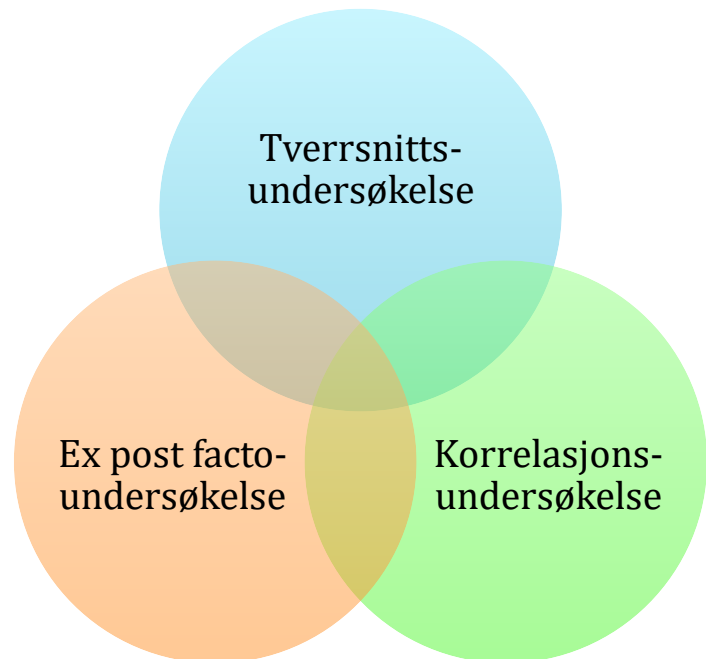 Tverrsnitts-
undersøkelse
Ex post facto-
undersøkelse
Korrelasjons-
undersøkelse